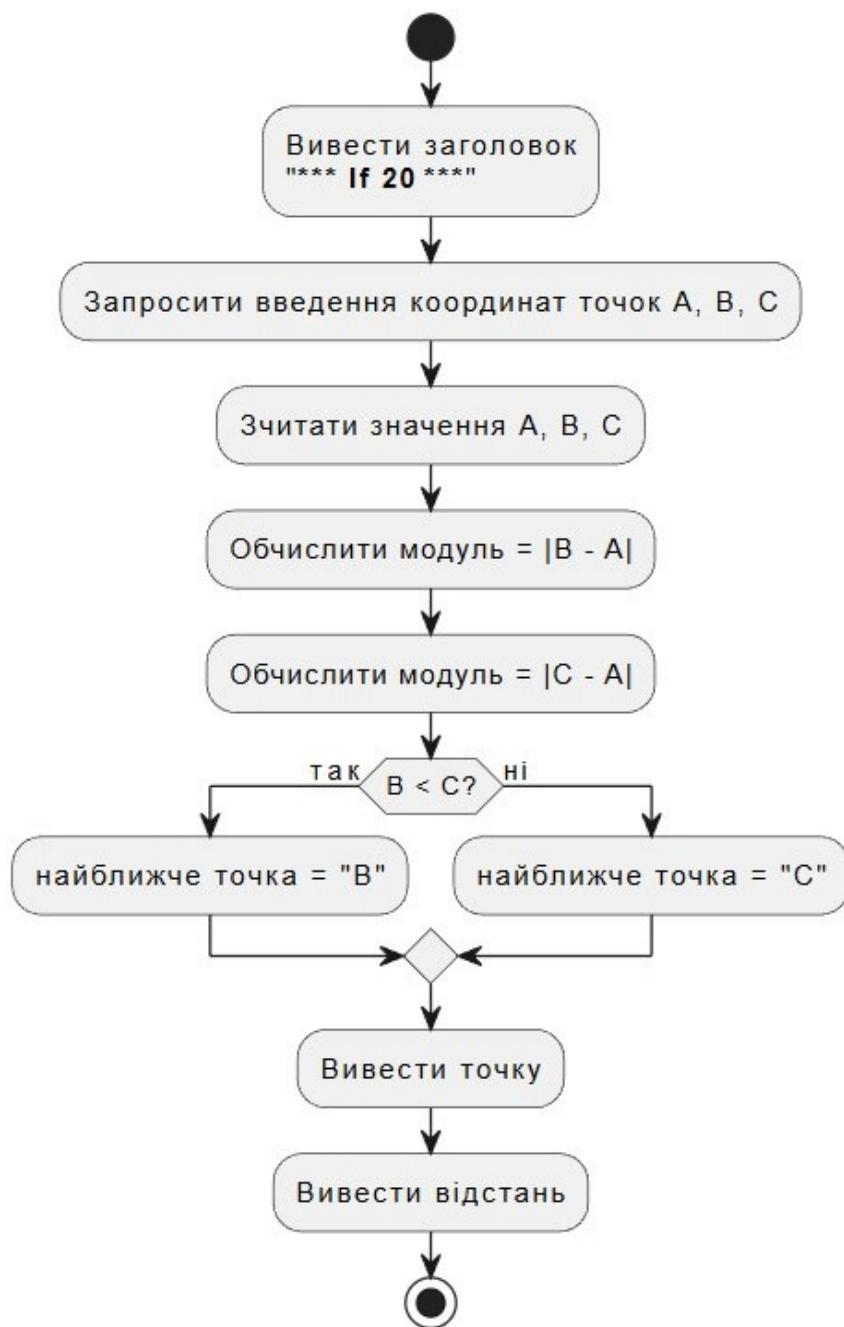 Вивести заголовок
"*** If 20 ***"
Запросити введення координат точок A, B, C
Зчитати значення A, B, C
Обчислити модуль = |B - A|
Обчислити модуль = |C - A|
так
B < C?
ні
найближче точка = "B"
найближче точка = "C"
Вивести точку
Вивести відстань